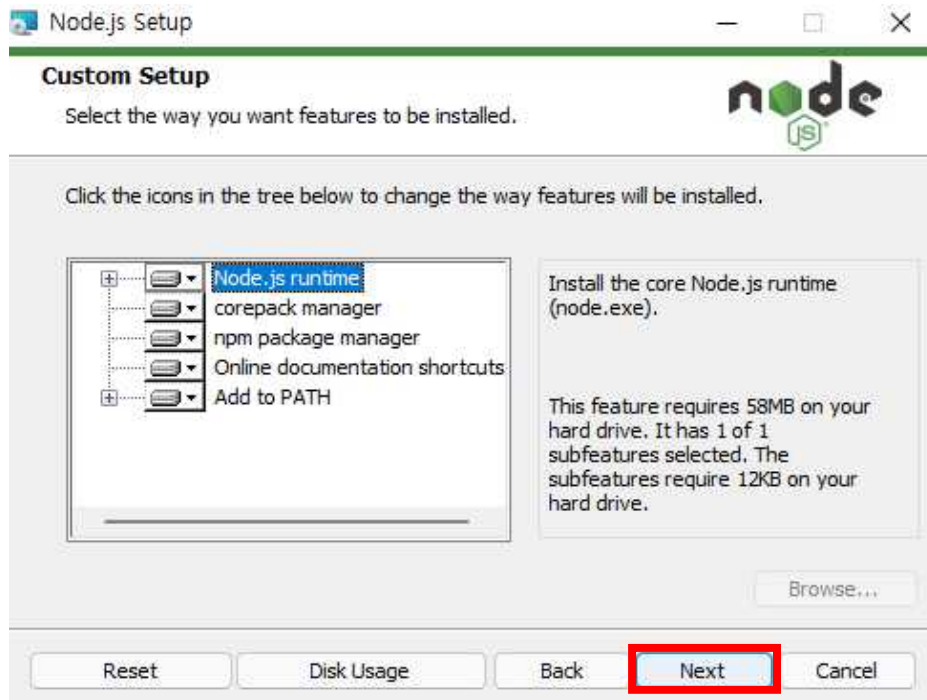 Node.js Setup
Custom Setup
Select the way you want features to be installed.
node
JS
Click the icons in the tree below to change the way features will be installed.
Node.js runtime
corepack manager
npm package manager
Online documentation shortcuts
Add to PATH
Install the core Node.js runtime
(node.exe).
This feature requires 58MB on your
hard drive. It has 1 of 1
subfeatures selected. The
subfeatures require 12KB on your
hard drive.
Browse...
Reset
Disk Usage
Back
Next
Cancel